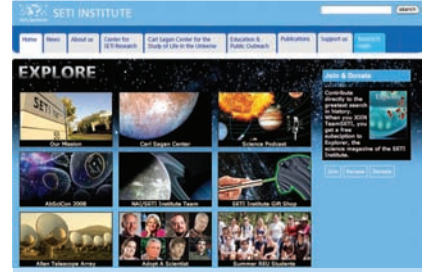 SETI INSTITUTE
search
Home
News
About us
Center for
SETI Research
Carl Sagan Center for the
Study of Life in the Universe
Education &
Public Outreach
Publications
Support us
EXPLORE
Join & Donate
Contribute
directly to the
greatest search
in history.
When you JOIN
TeamSETI, you
get a free
subsciption to
Explorer, the
science magazine of the SETI
Institute.
Join
Renew
Donate
SETI
Our Mission
Carl Sagan Center
Science Podcast
AbSciCon 2008
NAI/SETI Institute Team
SETI Institute Gift Shop
Allen Telescope Array
Adopt A Scientist
Summer REU Students